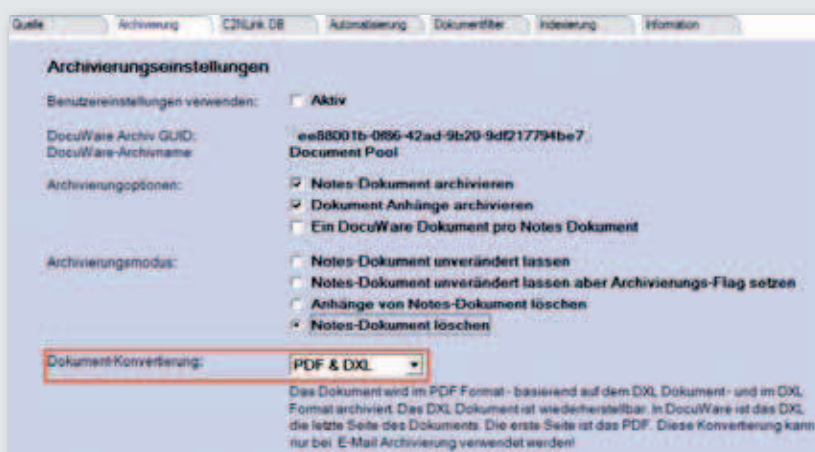 Quelle Archivierung C2NLink DB Automatisierung Dokumentfilter Indexierung Information
Archivierungseinstellungen
Benutzereinstellungen verwenden: Aktiv
DocuWare Archiv GUID: ee88001b-0f86-42ad-9b20-9df217794be7
DocuWare-Archivname Document Pool
Archivierungoptionen: Notes-Dokument archivieren
Dokument Anhänge archivieren
Ein DocuWare Dokument pro Notes Dokument
Archivierungsmodus: Notes-Dokument unverändert lassen
Notes-Dokument unverändert lassen aber Archivierungs-Flag setzen
Anhänge von Notes-Dokument löschen
Notes-Dokument löschen
Dokument-Konvertierung: PDF & DXL
Das Dokument wird im PDF Format - basierend auf dem DXL Dokument - und im DXL
Format archiviert. Das DXL Dokument ist wiederherstellbar. In DocuWare ist das DXL
die letzte Seite des Dokuments. Die erste Seite ist das PDF. Diese Konvertierung kann
nur bei E-Mail Archivierung verwendet werden!